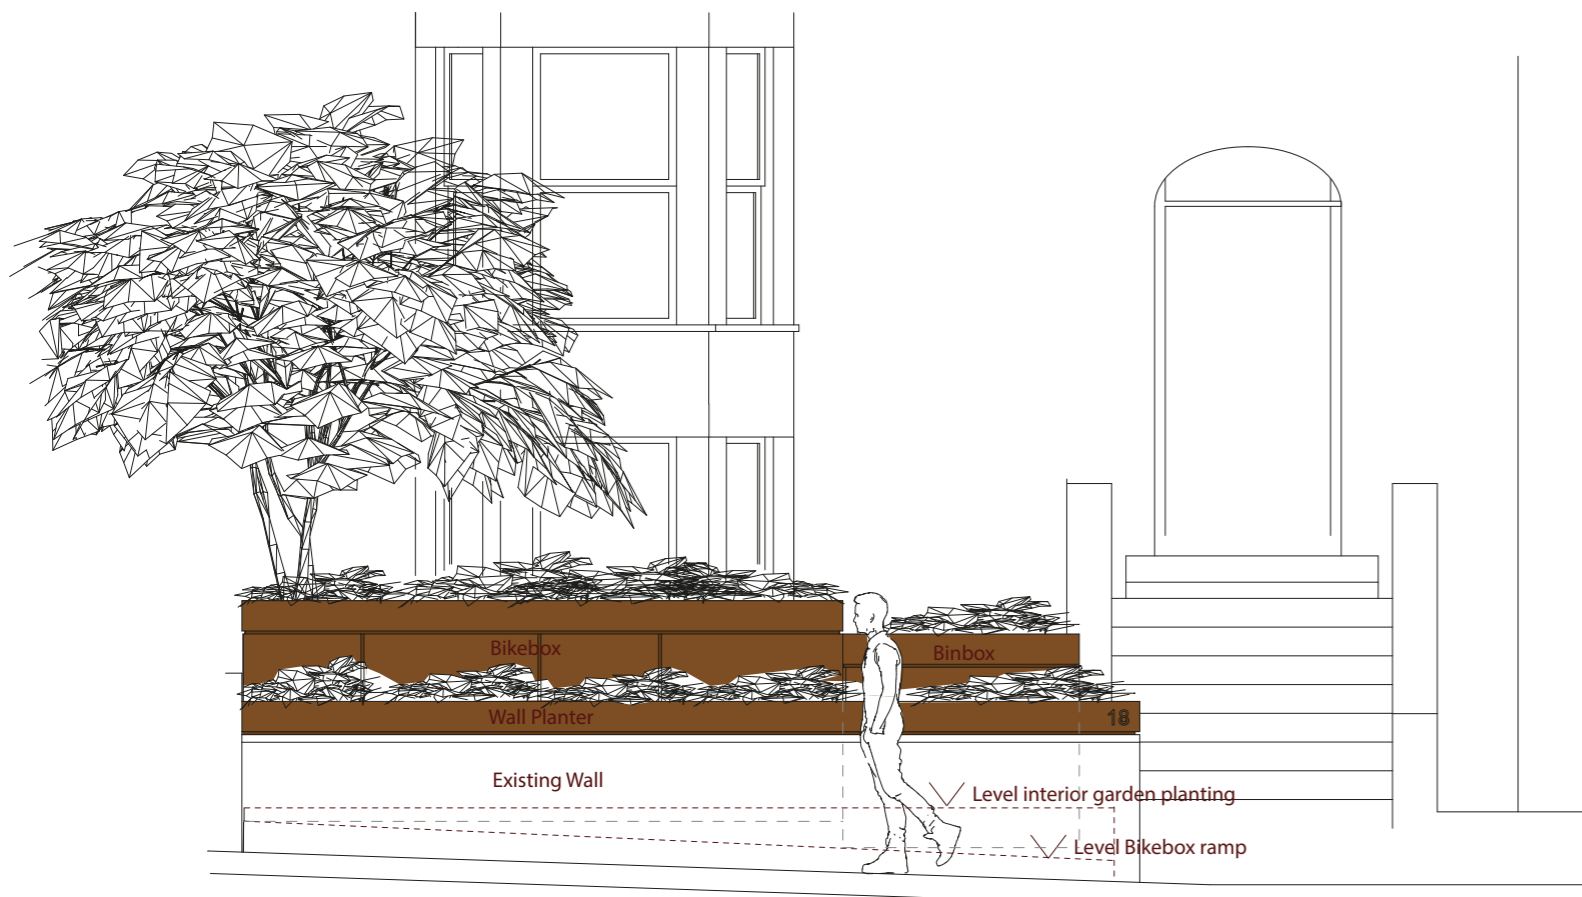 Bikebox
Binbox
Wall Planter
18
Existing Wall
Level interior garden planting
Level Bikebox ramp